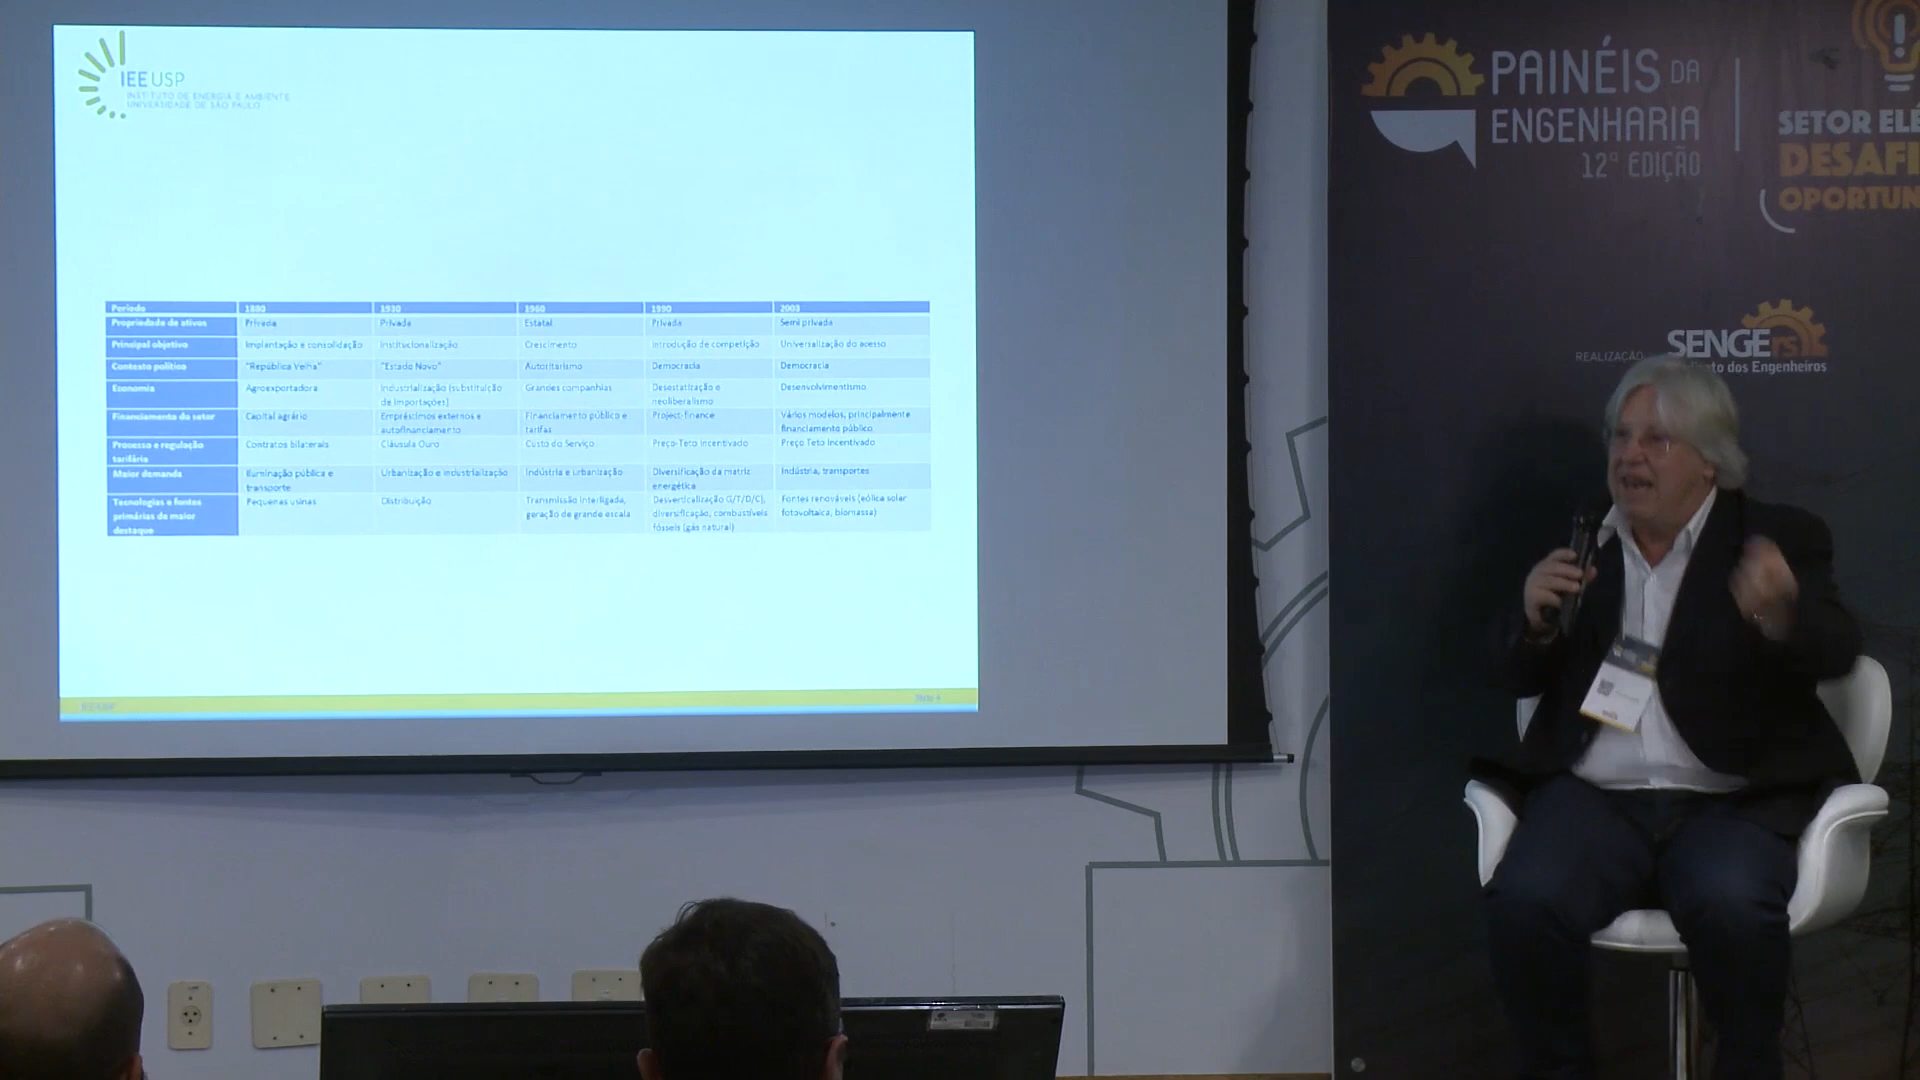 IEEUSP
INSTITUTO DE ENERGIA E AMBIENTE
UNIVERSIDADE DE SÃO PAULO
Período 1880 1930 1960 1990 2003
Propriedade de ativos Privada Privada Estatal Privada Semi privada
Principal objetivo Implantação e consolidação Institucionalização Crescimento Introdução de competição Universalização do acesso
Contexto político "República Velha" "Estado Novo" Autoritarismo Democracia Democracia
Economia Agroexportadora Industrialização (substituição de importações) Grandes companhias Desestatização e neoliberalismo Desenvolvimentismo
Financiamento do setor Capital agrário Empréstimos externos e autofinanciamento Financiamento público e tarifas Project-finance Vários modelos, principalmente financiamento público
Processo e regulação tarifária Contratos bilaterais Cláusula Ouro Custo do Serviço Preço-Teto Incentivado Preço Teto Incentivado
Maior demanda Iluminação pública e transporte Urbanização e industrialização Indústria e urbanização Diversificação da matriz energética Indústria, transportes
Tecnologias e fontes primárias de maior destaque Pequenas usinas Distribuição Transmissão interligada, geração de grande escala Desverticalização G/T/D/C), diversificação, combustíveis fósseis (gás natural) Fontes renováveis (eólica solar fotovoltaica, biomassa)
IEE USP
PAINÉIS DA
ENGENHARIA
12ª EDIÇÃO
SETOR ELÉ
DESAFI
OPORTUN
REALIZAÇÃO
SENGE rs
dos Engenheiros